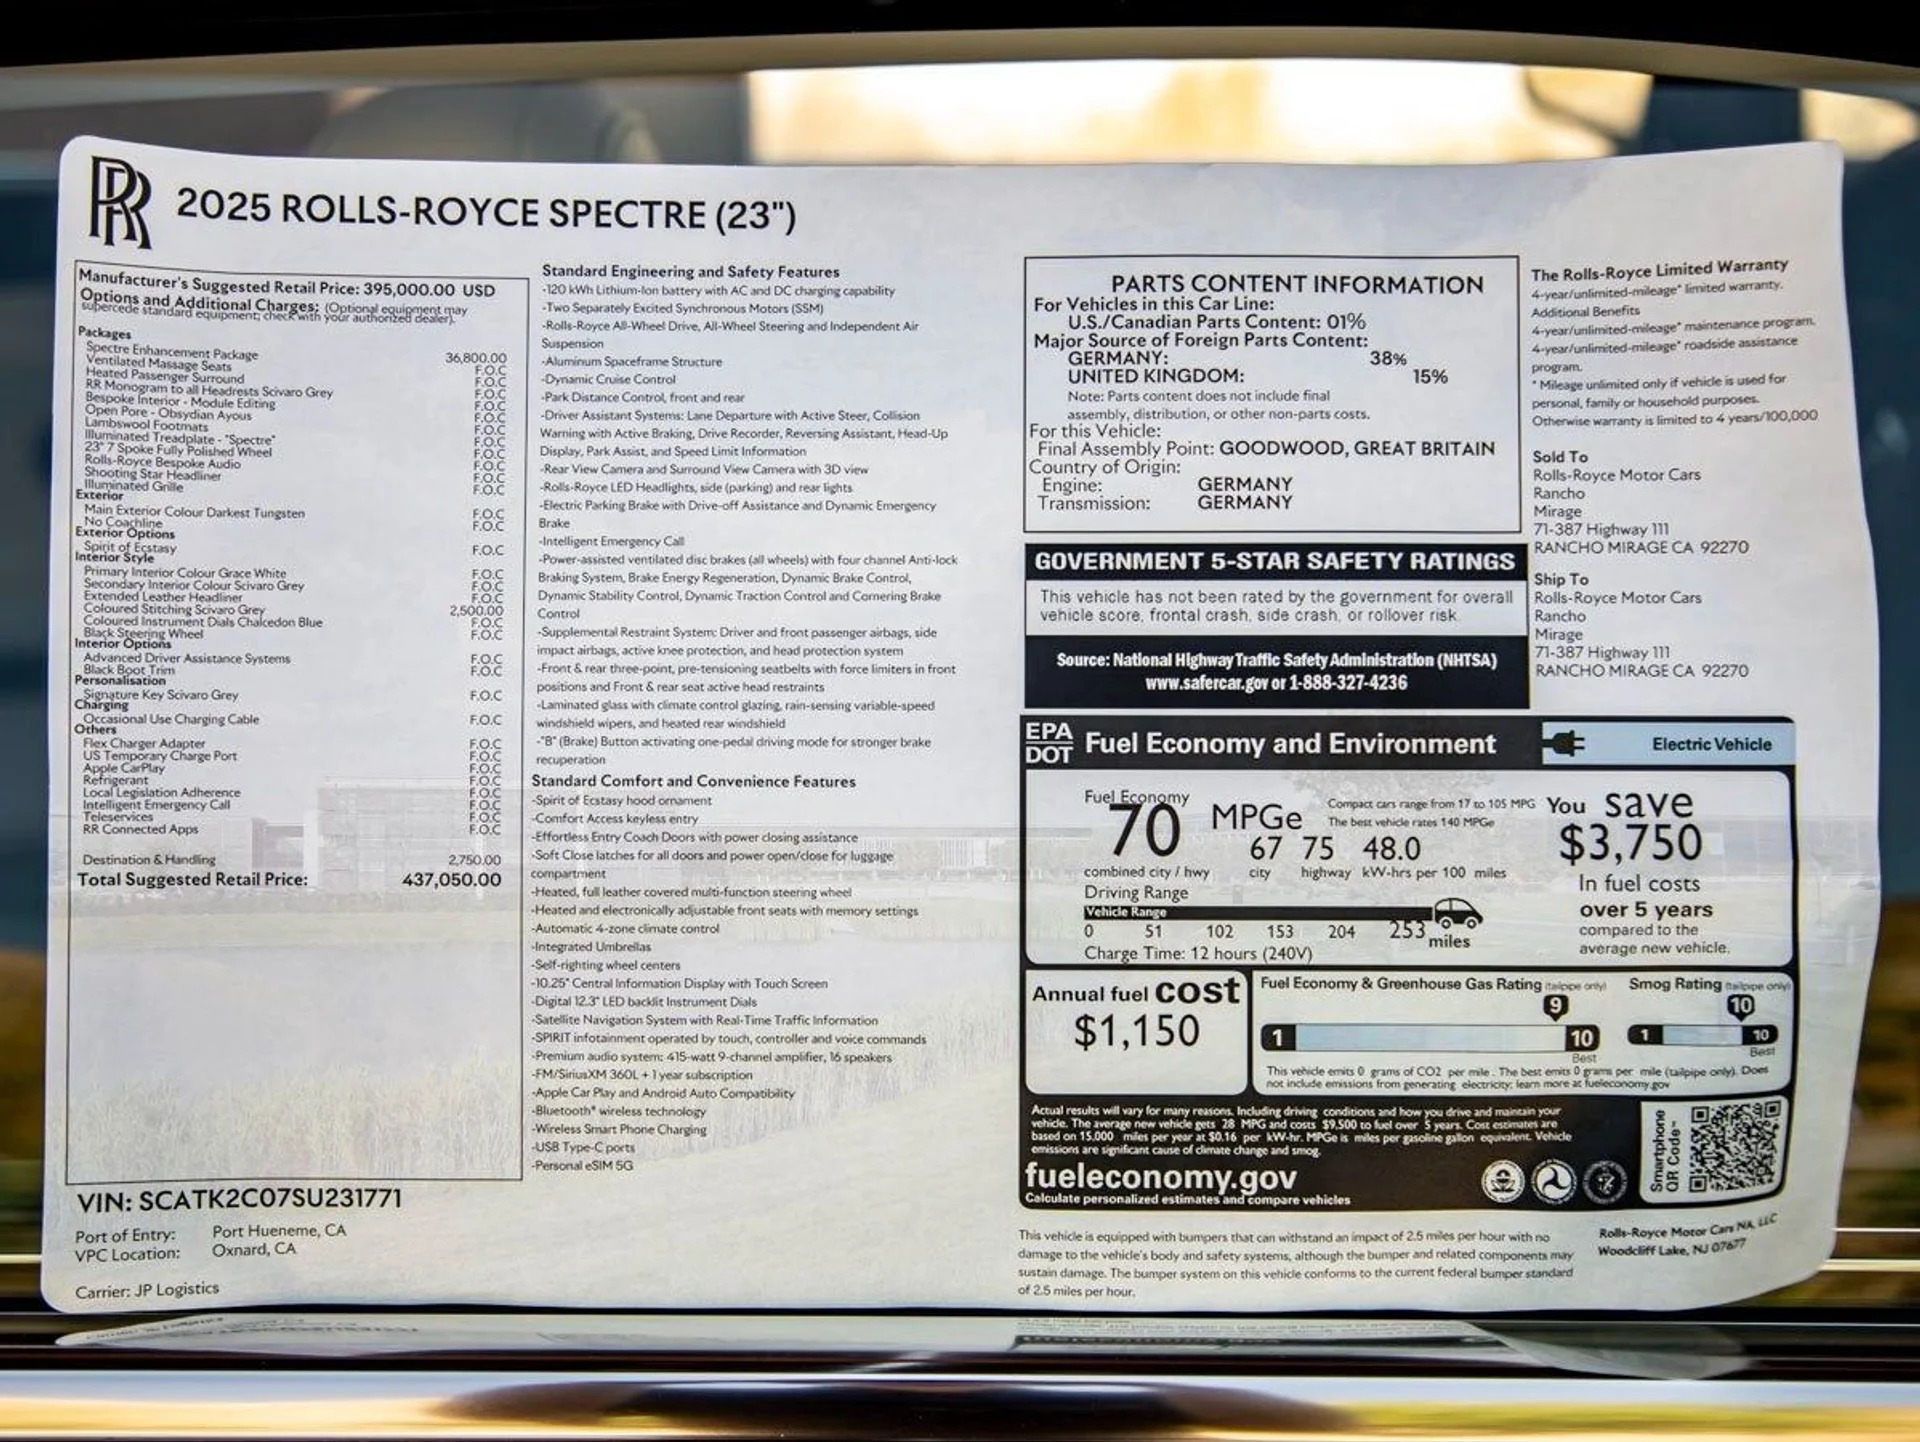 RR
2025 ROLLS-ROYCE SPECTRE (23")
Manufacturer's Suggested Retail Price: 395,000.00 USD
Options and Additional Charges: (Optional equipment may
supercede standard equipment; check with your authorized dealer).
Packages
Spectre Enhancement Package 36,800.00
Ventilated Massage Seats F.O.C
Heated Passenger Surround F.O.C
RR Monogram to all Headrests Scivaro Grey F.O.C
Bespoke Interior - Module Editing F.O.C
Open Pore - Obsydian Ayous F.O.C
Lambswool Footmats F.O.C
Illuminated Treadplate - "Spectre" F.O.C
23" 7 Spoke Fully Polished Wheel F.O.C
Rolls-Royce Bespoke Audio F.O.C
Shooting Star Headliner F.O.C
Illuminated Grille F.O.C
Exterior
Main Exterior Colour Darkest Tungsten F.O.C
No Coachline F.O.C
Exterior Options
Spirit of Ecstasy F.O.C
Interior Style
Primary Interior Colour Grace White F.O.C
Secondary Interior Colour Scivaro Grey F.O.C
Extended Leather Headliner F.O.C
Coloured Stitching Scivaro Grey 2,500.00
Coloured Instrument Dials Chalcedon Blue F.O.C
Black Steering Wheel F.O.C
Interior Options
Advanced Driver Assistance Systems F.O.C
Black Boot Trim F.O.C
Personalisation
Signature Key Scivaro Grey F.O.C
Charging
Occasional Use Charging Cable F.O.C
Others
Flex Charger Adapter F.O.C
US Temporary Charge Port F.O.C
Apple CarPlay F.O.C
Refrigerant F.O.C
Local Legislation Adherence F.O.C
Intelligent Emergency Call F.O.C
Teleservices F.O.C
RR Connected Apps F.O.C
Destination & Handling 2,750.00
Total Suggested Retail Price: 437,050.00
VIN: SCATK2C07SU231771
Port of Entry: Port Hueneme, CA
VPC Location: Oxnard, CA
Carrier: JP Logistics
Standard Engineering and Safety Features
-120 kWh Lithium-Ion battery with AC and DC charging capability
-Two Separately Excited Synchronous Motors (SSM)
-Rolls-Royce All-Wheel Drive, All-Wheel Steering and Independent Air
Suspension
-Aluminum Spaceframe Structure
-Dynamic Cruise Control
-Park Distance Control, front and rear
-Driver Assistant Systems: Lane Departure with Active Steer, Collision
Warning with Active Braking, Drive Recorder, Reversing Assistant, Head-Up
Display, Park Assist, and Speed Limit Information
-Rear View Camera and Surround View Camera with 3D view
-Rolls-Royce LED Headlights, side (parking) and rear lights
-Electric Parking Brake with Drive-off Assistance and Dynamic Emergency
Brake
-Intelligent Emergency Call
-Power-assisted ventilated disc brakes (all wheels) with four channel Anti-lock
Braking System, Brake Energy Regeneration, Dynamic Brake Control,
Dynamic Stability Control, Dynamic Traction Control and Cornering Brake
Control
-Supplemental Restraint System: Driver and front passenger airbags, side
impact airbags, active knee protection, and head protection system
-Front & rear three-point, pre-tensioning seatbelts with force limiters in front
positions and Front & rear seat active head restraints
-Laminated glass with climate control glazing, rain-sensing variable-speed
windshield wipers, and heated rear windshield
-"B" (Brake) Button activating one-pedal driving mode for stronger brake
recuperation
Standard Comfort and Convenience Features
-Spirit of Ecstasy hood ornament
-Comfort Access keyless entry
-Effortless Entry Coach Doors with power closing assistance
-Soft Close latches for all doors and power open/close for luggage
compartment
-Heated, full leather covered multi-function steering wheel
-Heated and electronically adjustable front seats with memory settings
-Automatic 4-zone climate control
-Integrated Umbrellas
-Self-righting wheel centers
-10.25" Central Information Display with Touch Screen
-Digital 12.3" LED backlit Instrument Dials
-Satellite Navigation System with Real-Time Traffic Information
-SPIRIT infotainment operated by touch, controller and voice commands
-Premium audio system: 415-watt 9-channel amplifier, 16 speakers
-FM/SiriusXM 360L + 1 year subscription
-Apple Car Play and Android Auto Compatibility
-Bluetooth® wireless technology
-Wireless Smart Phone Charging
-USB Type-C ports
-Personal eSIM 5G
PARTS CONTENT INFORMATION
For Vehicles in this Car Line:
U.S./Canadian Parts Content: 01%
Major Source of Foreign Parts Content:
GERMANY: 38%
UNITED KINGDOM: 15%
Note: Parts content does not include final
assembly, distribution, or other non-parts costs.
For this Vehicle:
Final Assembly Point: GOODWOOD, GREAT BRITAIN
Country of Origin:
Engine: GERMANY
Transmission: GERMANY
GOVERNMENT 5-STAR SAFETY RATINGS
This vehicle has not been rated by the government for overall
vehicle score, frontal crash, side crash, or rollover risk.
Source: National Highway Traffic Safety Administration (NHTSA)
www.safercar.gov or 1-888-327-4236
The Rolls-Royce Limited Warranty
4-year/unlimited-mileage* limited warranty.
Additional Benefits
4-year/unlimited-mileage* maintenance program.
4-year/unlimited-mileage* roadside assistance
program.
* Mileage unlimited only if vehicle is used for
personal, family or household purposes.
Otherwise warranty is limited to 4 years/100,000
Sold To
Rolls-Royce Motor Cars
Rancho
Mirage
71-387 Highway 111
RANCHO MIRAGE CA 92270
Ship To
Rolls-Royce Motor Cars
Rancho
Mirage
71-387 Highway 111
RANCHO MIRAGE CA 92270
EPA
DOT
Fuel Economy and Environment
Electric Vehicle
Fuel Economy
70 MPGe
Compact cars range from 17 to 105 MPG
The best vehicle rates 140 MPGe
67 75 48.0
combined city / hwy city highway kW-hrs per 100 miles
Driving Range
Vehicle Range
0 51 102 153 204 253 miles
Charge Time: 12 hours (240V)
You save
$3,750
In fuel costs
over 5 years
compared to the
average new vehicle.
Annual fuel cost
$1,150
Fuel Economy & Greenhouse Gas Rating (tailpipe only)
9
1 10
Best
Smog Rating (tailpipe only)
10
1 10
Best
This vehicle emits 0 grams of CO2 per mile. The best emits 0 grams per mile (tailpipe only). Does
not include emissions from generating electricity; learn more at fueleconomy.gov
Actual results will vary for many reasons, including driving conditions and how you drive and maintain your
vehicle. The average new vehicle gets 28 MPG and costs $9,500 to fuel over 5 years. Cost estimates are
based on 15,000 miles per year at $0.16 per kW-hr. MPGe is miles per gasoline gallon equivalent. Vehicle
emissions are significant cause of climate change and smog.
fueleconomy.gov
Calculate personalized estimates and compare vehicles
Smartphone
QR Code™
This vehicle is equipped with bumpers that can withstand an impact of 2.5 miles per hour with no
damage to the vehicle's body and safety systems, although the bumper and related components may
sustain damage. The bumper system on this vehicle conforms to the current federal bumper standard
of 2.5 miles per hour.
Rolls-Royce Motor Cars NA, LLC
Woodcliff Lake, NJ 07677